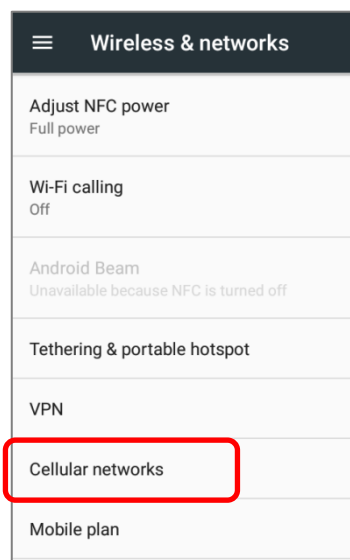 Wireless & networks
Adjust NFC power
Full power
Wi-Fi calling
Off
Android Beam
Unavailable because NFC is turned off
Tethering & portable hotspot
VPN
Cellular networks
Mobile plan